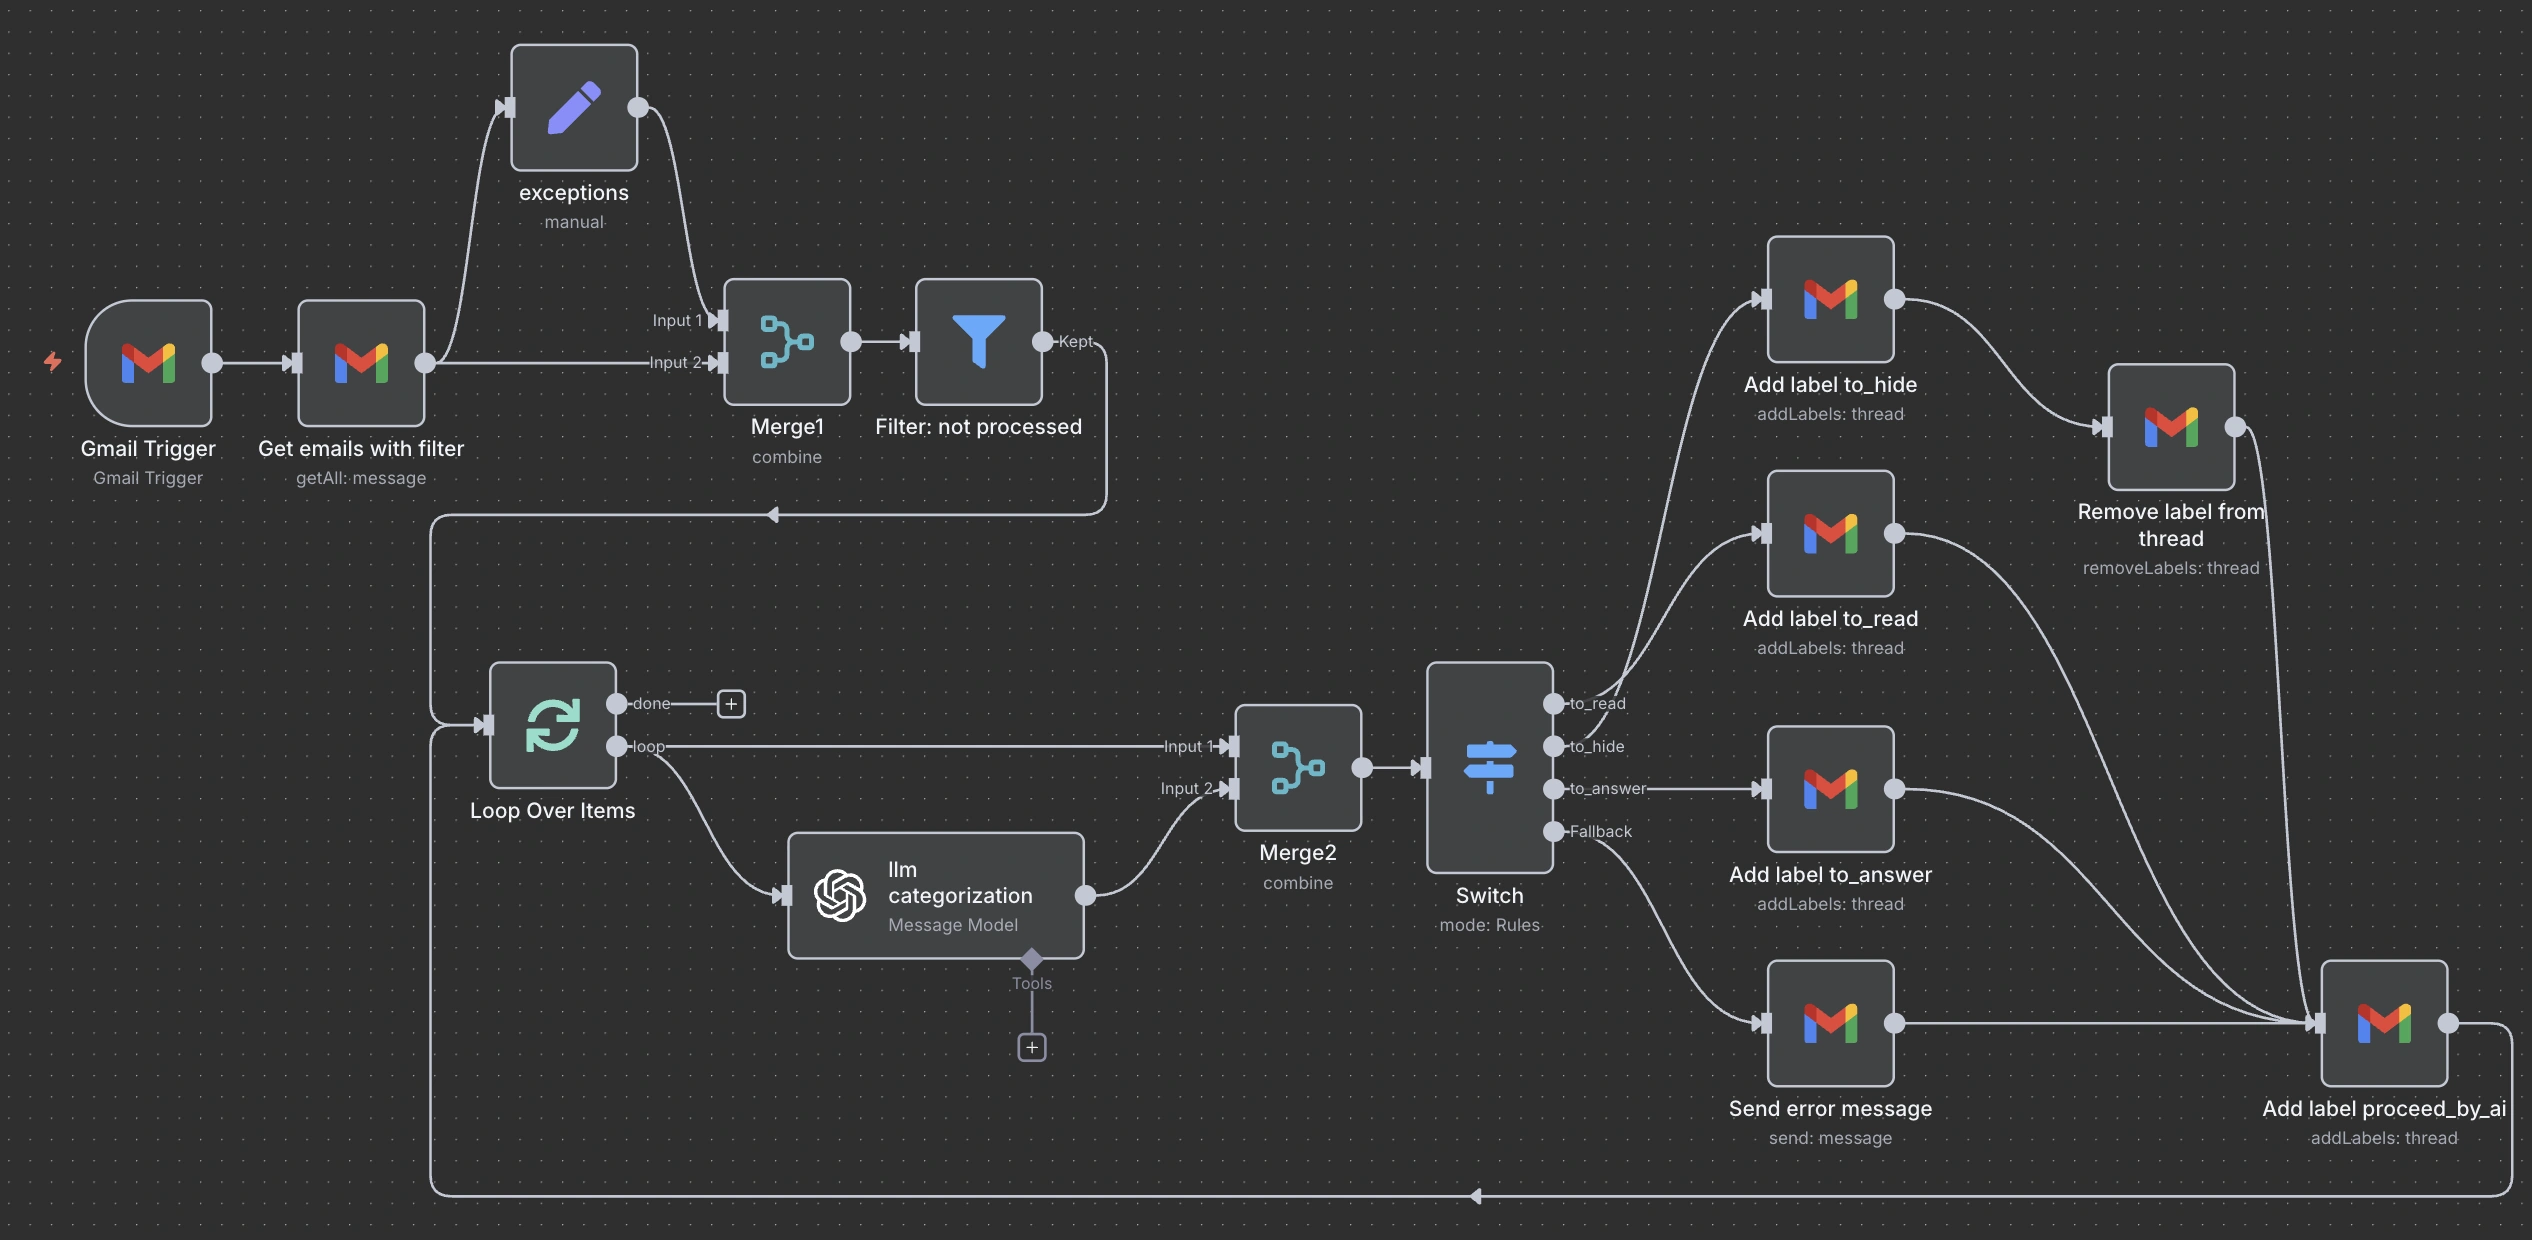 exceptions
manual
Gmail Trigger
Gmail Trigger
Get emails with filter
getAll: message
Input 1
Input 2
Merge1
combine
Filter: not processed
Kept
Loop Over Items
done
loop
llm
categorization
Message Model
Tools
Input 1
Input 2
Merge2
combine
Switch
mode: Rules
to_read
to_hide
to_answer
Fallback
Add label to_hide
addLabels: thread
Remove label from
thread
removeLabels: thread
Add label to_read
addLabels: thread
Add label to_answer
addLabels: thread
Send error message
send: message
Add label proceed_by_ai
addLabels: thread